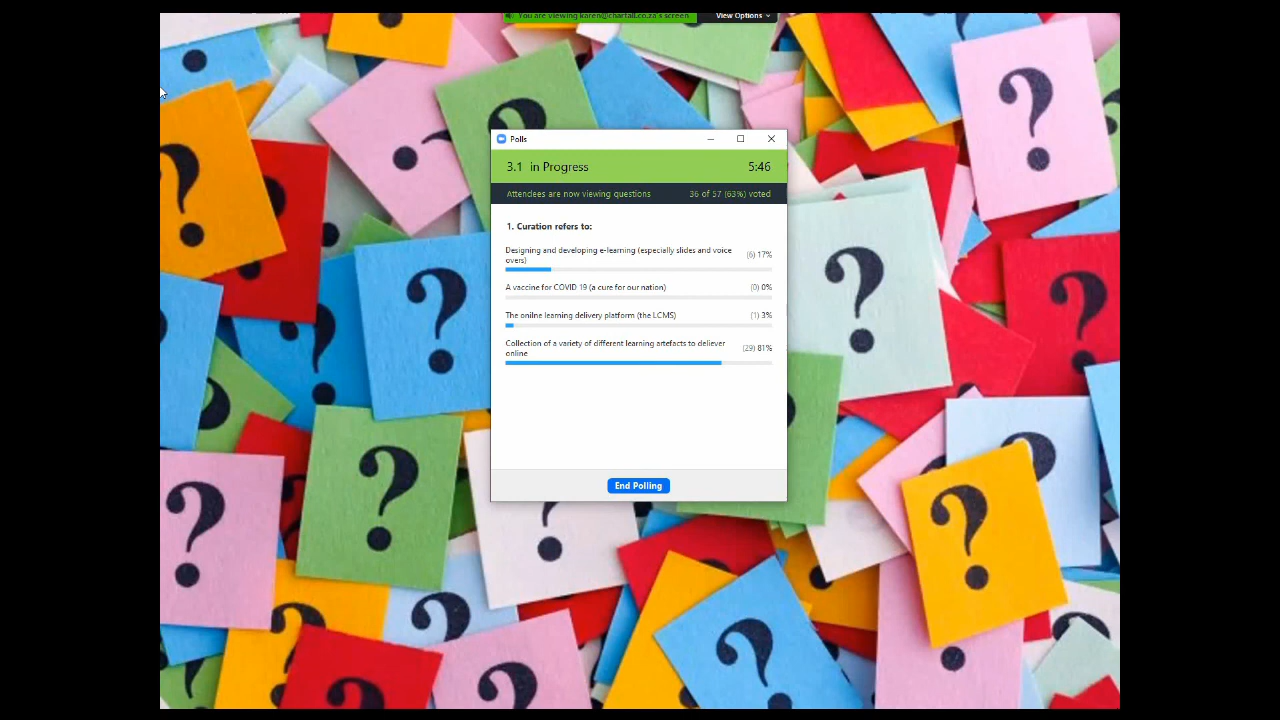 You are viewing karen@chartall.co.za's screen View Options
Polls
3.1 in Progress 5:46
Attendees are now viewing questions 36 of 57 (63%) voted
1. Curation refers to:
Designing and developing e-learning (especially slides and voice
overs) (6) 17%
A vaccine for COVID 19 (a cure for our nation) (0) 0%
The onilne learning delivery platform (the LCMS) (1) 3%
Collection of a variety of different learning artefacts to deliever
online (29) 81%
End Polling